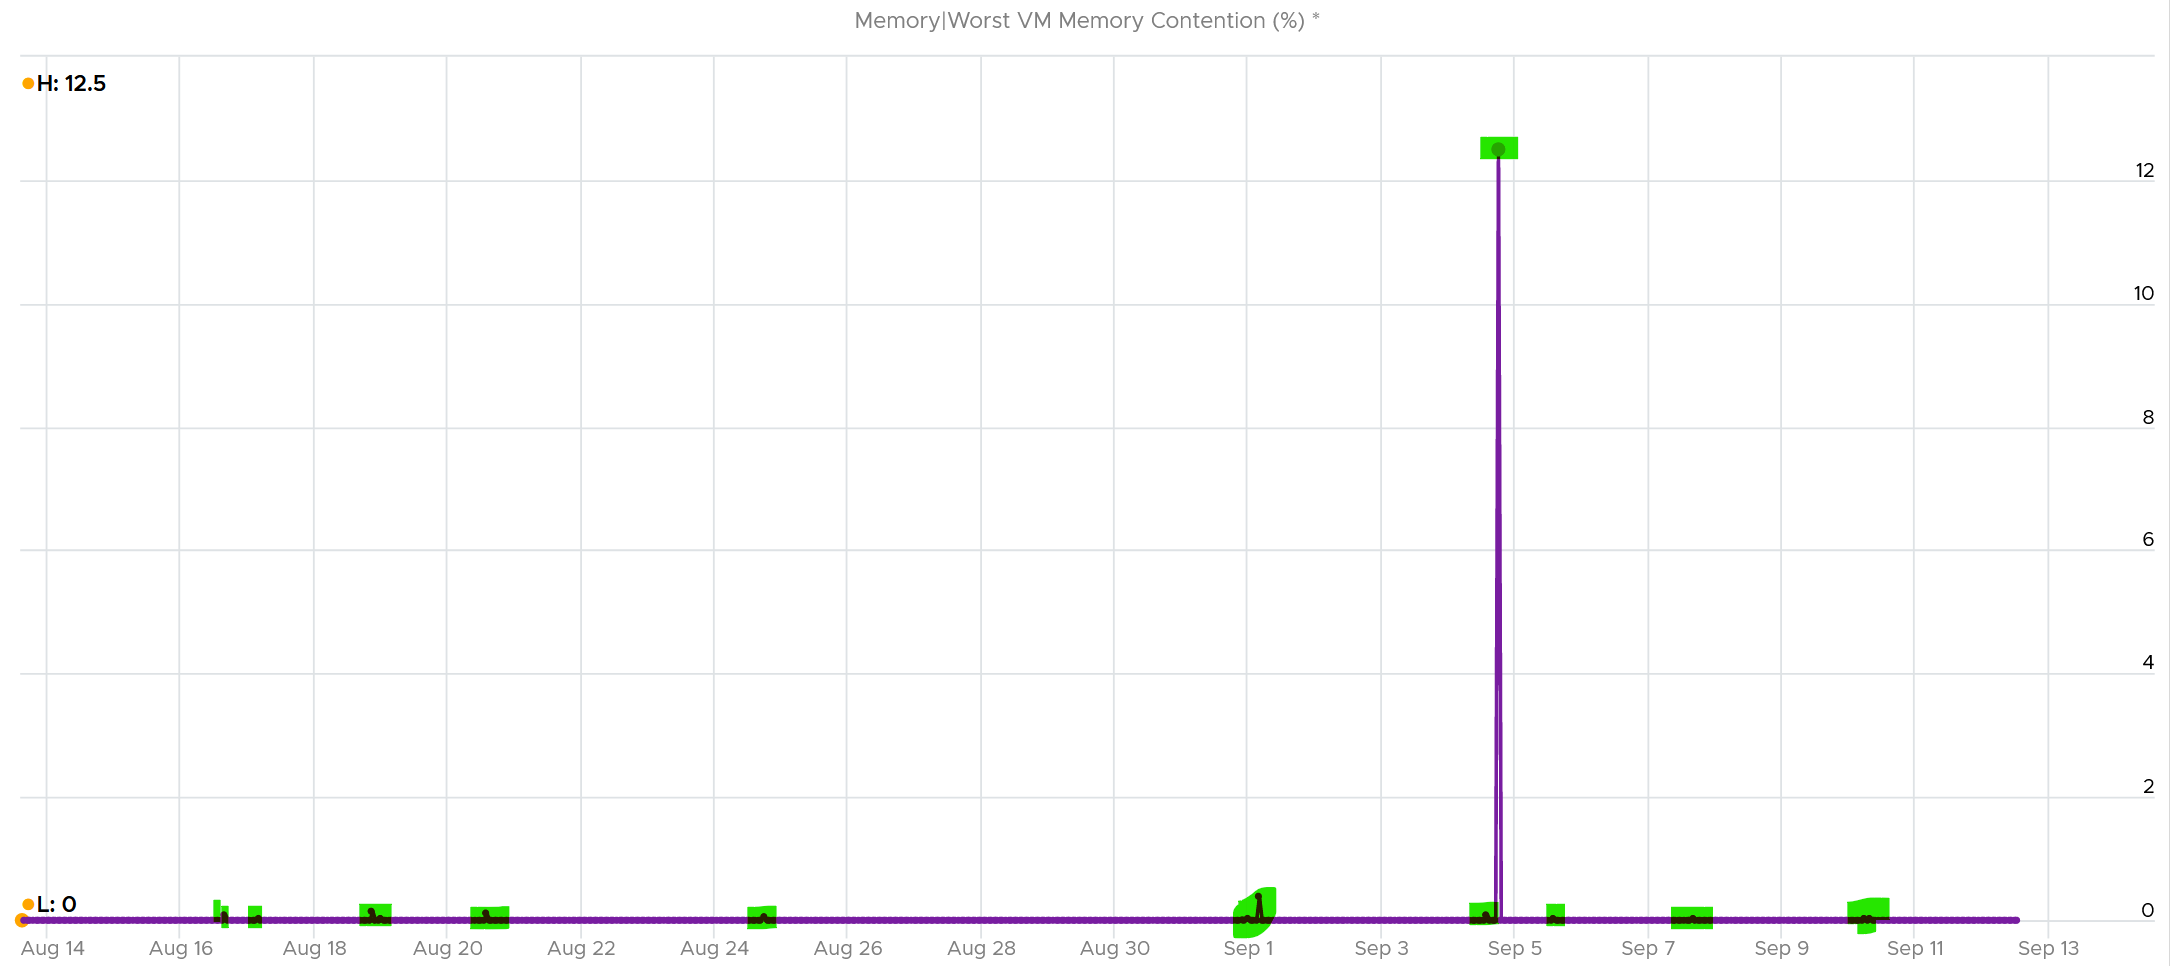 Memory|Worst VM Memory Contention (%) *
H: 12.5
12
10
8
6
4
2
L: 0
0
Aug 14 Aug 16 Aug 18 Aug 20 Aug 22 Aug 24 Aug 26 Aug 28 Aug 30 Sep 1 Sep 3 Sep 5 Sep 7 Sep 9 Sep 11 Sep 13